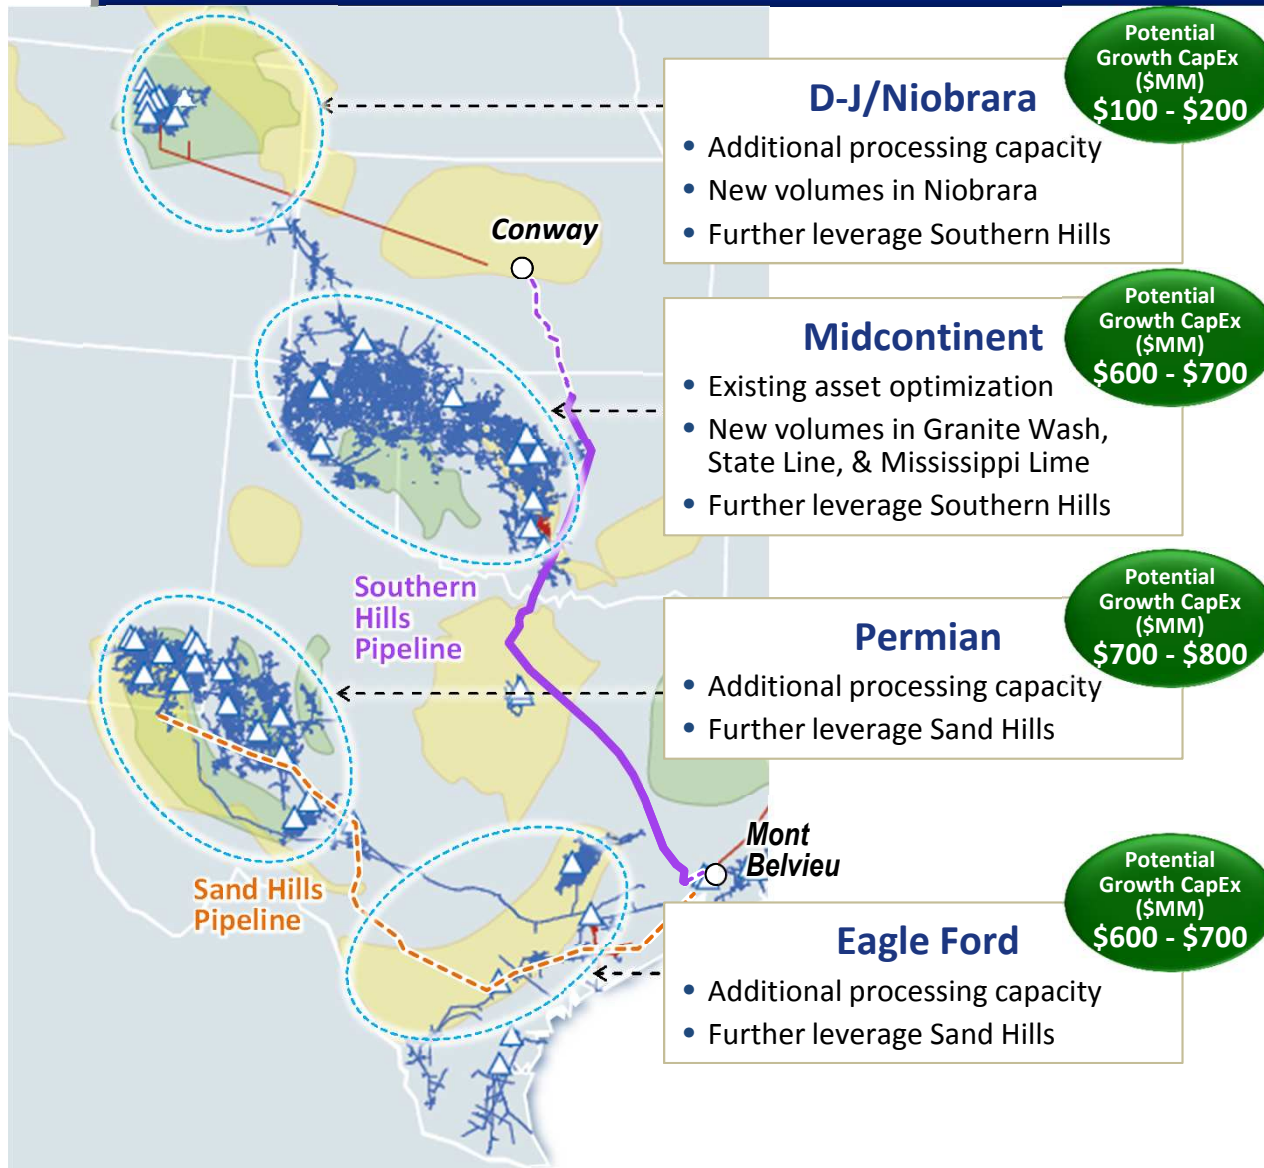 Potential
Growth CapEx
($MM)
$100 - $200
D-J/Niobrara
• Additional processing capacity
• New volumes in Niobrara
• Further leverage Southern Hills
Conway
Potential
Growth CapEx
($MM)
$600 - $700
Midcontinent
• Existing asset optimization
• New volumes in Granite Wash,
State Line, & Mississippi Lime
• Further leverage Southern Hills
Southern
Hills
Pipeline
Potential
Growth CapEx
($MM)
$700 - $800
Permian
• Additional processing capacity
• Further leverage Sand Hills
Mont
Belvieu
Sand Hills
Pipeline
Potential
Growth CapEx
($MM)
$600 - $700
Eagle Ford
• Additional processing capacity
• Further leverage Sand Hills